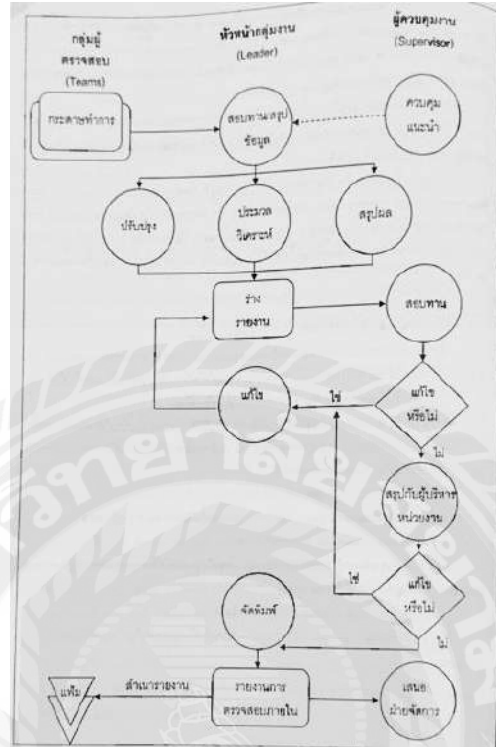 กลุ่มผู้
ตรวจสอบ
(Teams)
หัวหน้ากลุ่มงาน
(Leader)
ผู้ควบคุมงาน
(Supervisor)
กระดาษทำการ
สอบทาน/สรุป
ข้อมูล
ควบคุม
แนะนำ
ปรับปรุง
ประมวล
วิเคราะห์
สรุปผล
ร่าง
รายงาน
สอบทาน
แก้ไข
ใช่
แก้ไข
หรือไม่
ไม่
สรุปกับผู้บริหาร
หน่วยงาน
ใช่
แก้ไข
หรือไม่
ไม่
จัดพิมพ์
แฟ้ม
สำเนารายงาน
รายงานการ
ตรวจสอบภายใน
เสนอ
ฝ่ายจัดการ